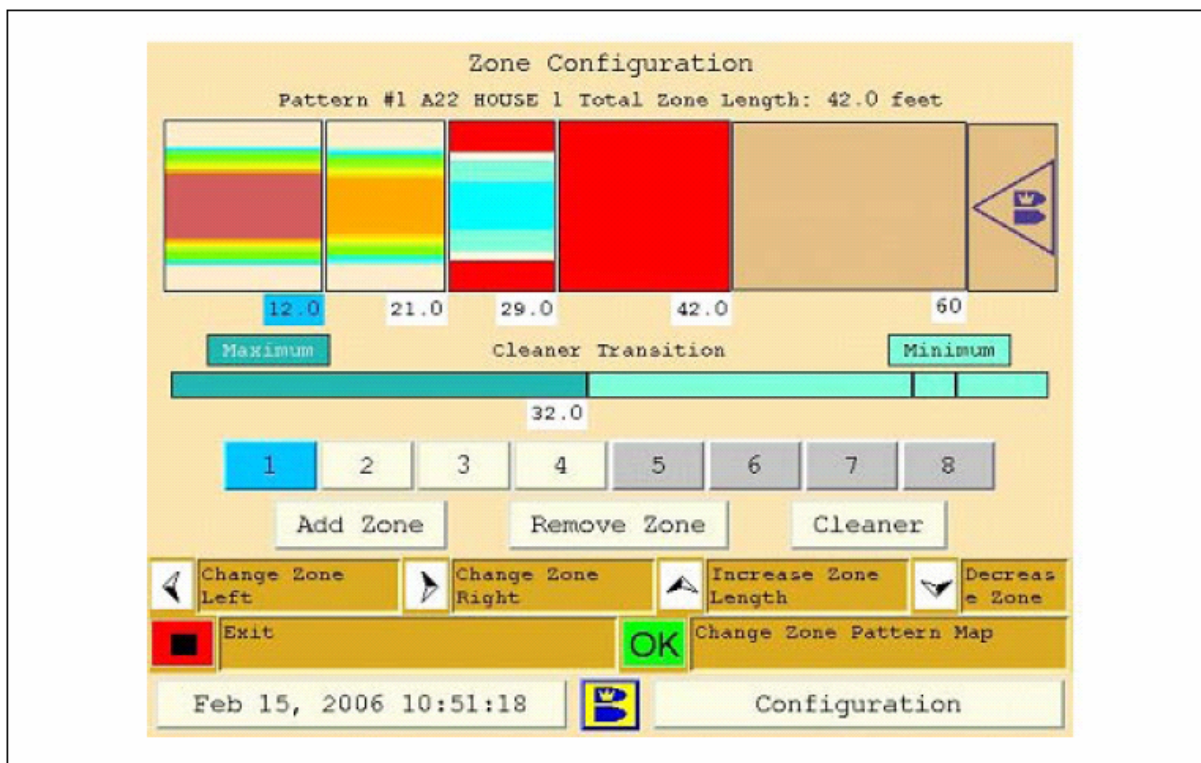 Zone Configuration
Pattern #1 A22 HOUSE 1 Total Zone Length: 42.0 feet
12.0
21.0
29.0
42.0
60
Maximum
Cleaner Transition
Minimum
32.0
1
2
3
4
5
6
7
8
Add Zone
Remove Zone
Cleaner
Change Zone
Left
Change Zone
Right
Increase Zone
Length
Decreas
e Zone
Exit
OK
Change Zone Pattern Map
Feb 15, 2006 10:51:18
Configuration